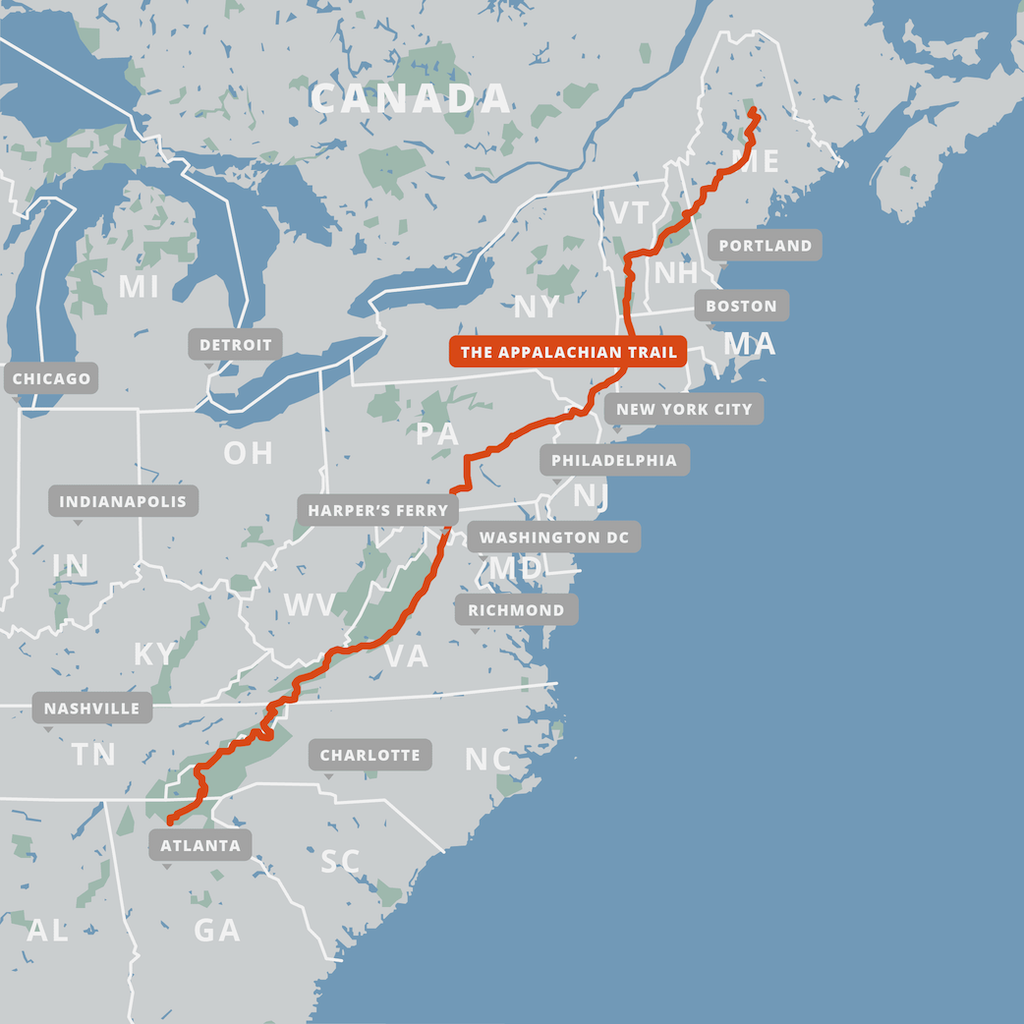 CANADA
ME
VT
PORTLAND
NH
MI
NY
BOSTON
DETROIT
MA
THE APPALACHIAN TRAIL
CHICAGO
NEW YORK CITY
PA
OH
PHILADELPHIA
NJ
INDIANAPOLIS
HARPER’S FERRY
WASHINGTON DC
IN
MD
WV
RICHMOND
KY
VA
NASHVILLE
TN
CHARLOTTE
NC
ATLANTA
SC
AL
GA